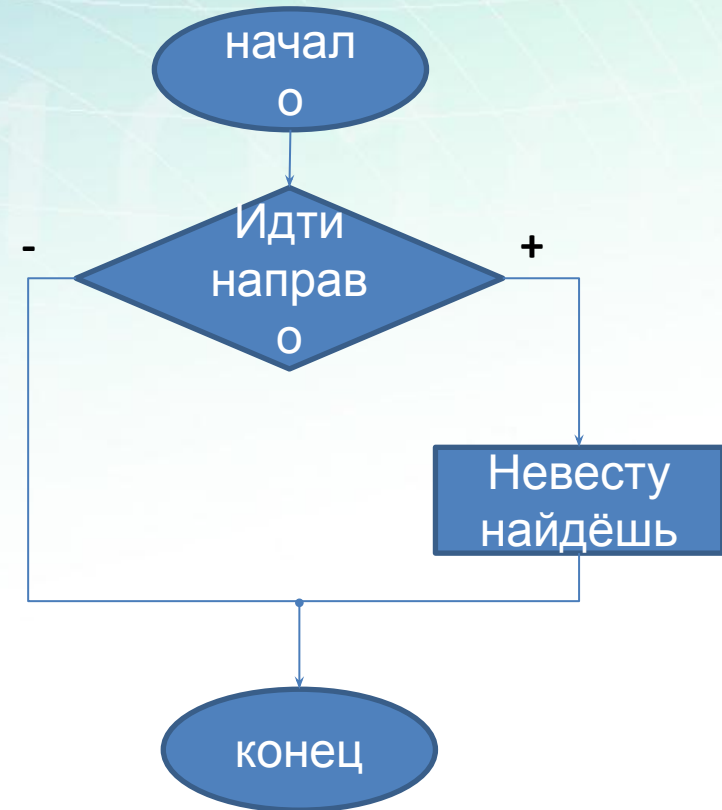 начал
о
Идти
направ
о
-
+
Невесту
найдёшь
конец